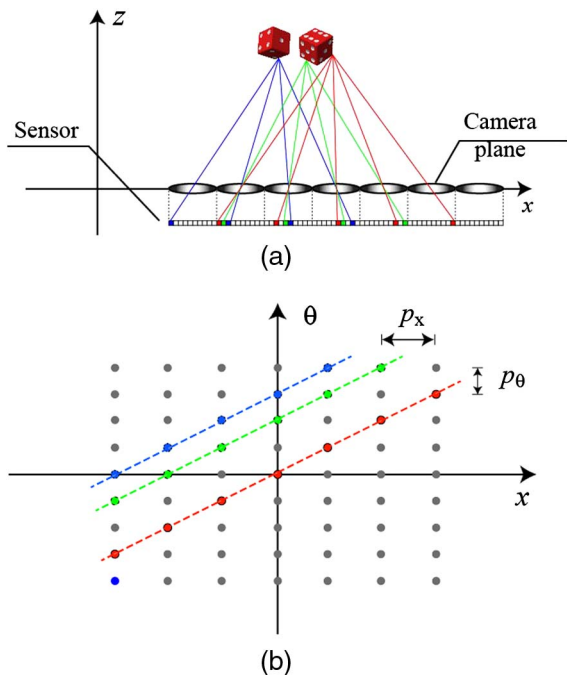 z
Sensor
Camera
plane
x
(a)
θ
px
pθ
x
(b)